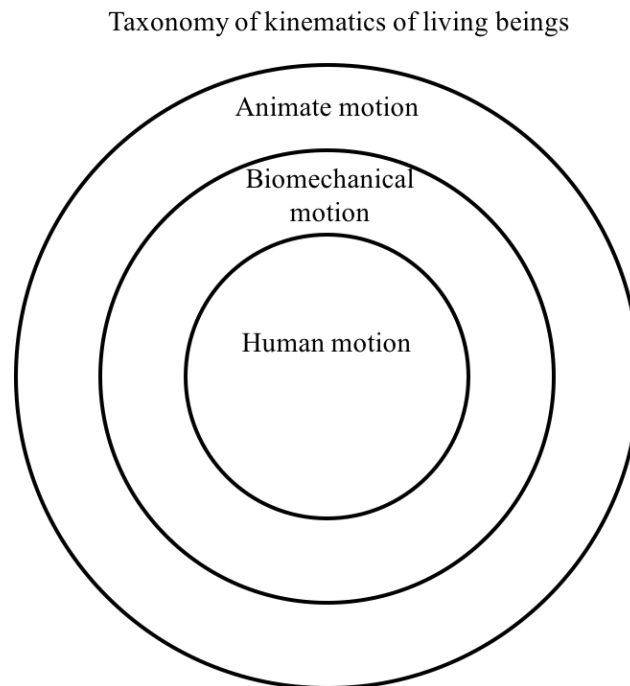 Taxonomy of kinematics of living beings
Animate motion
Biomechanical
motion
Human motion